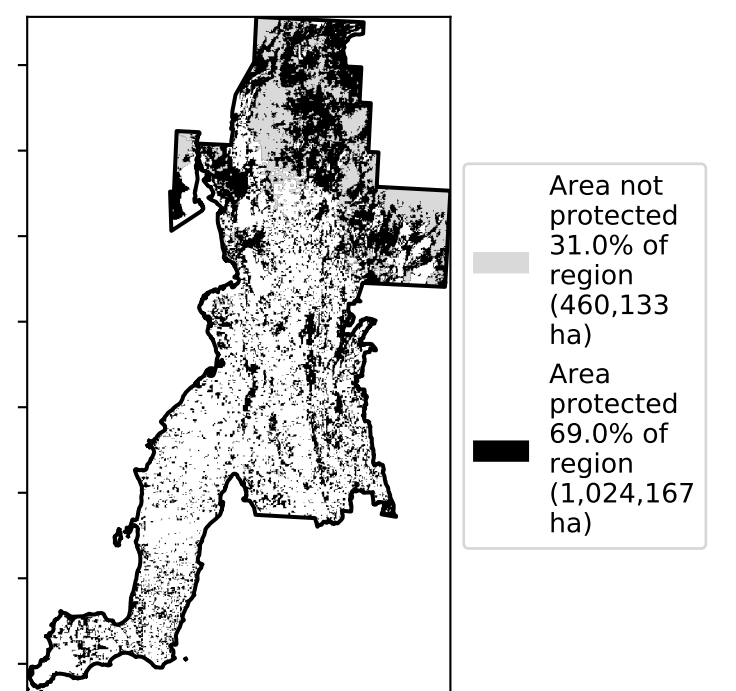 Area not
protected
31.0% of
region
(460,133
ha)
Area
protected
69.0% of
region
(1,024,167
ha)